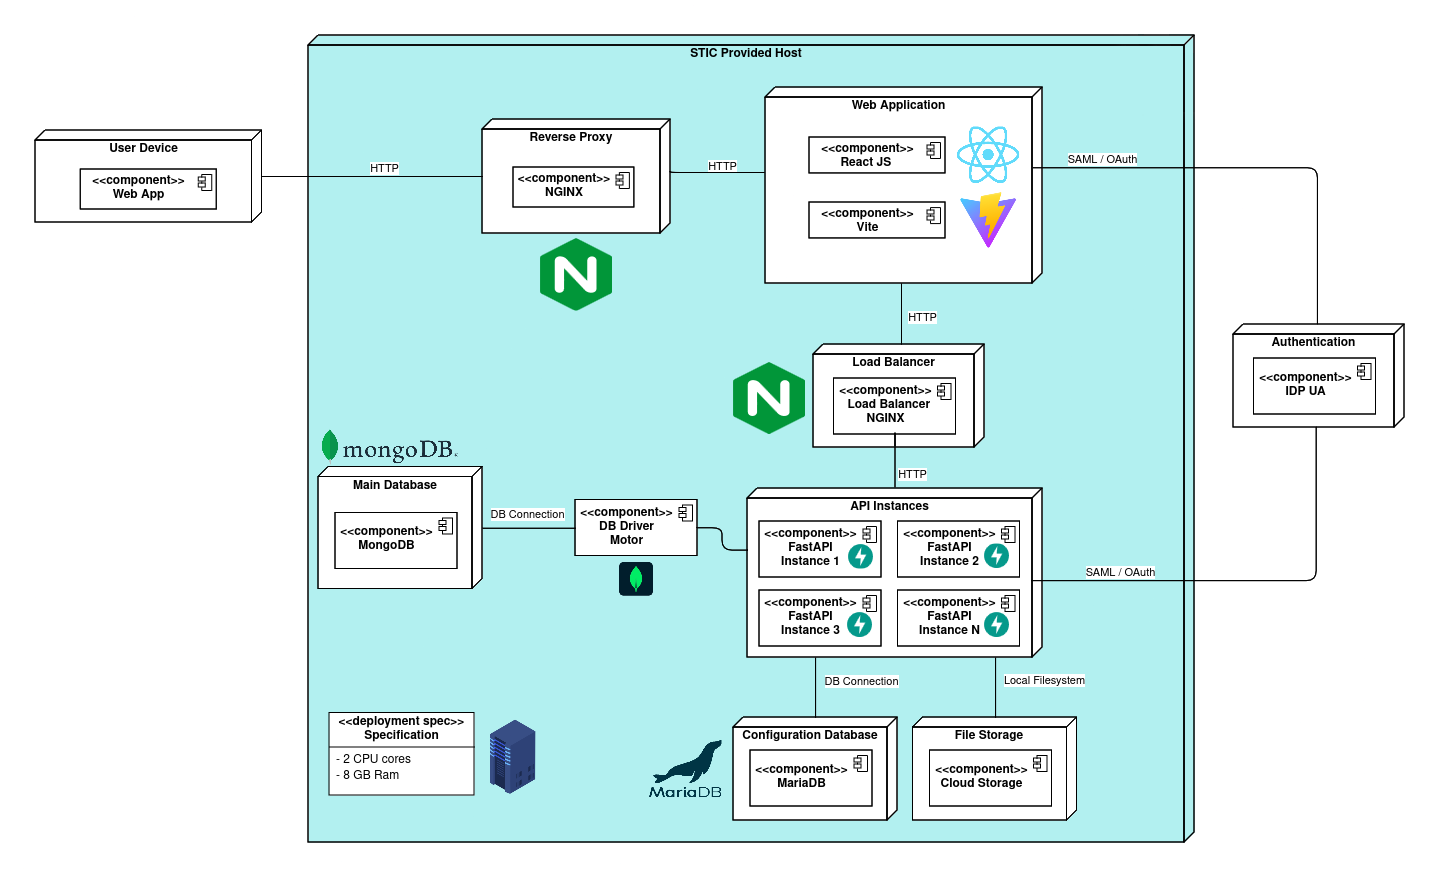 STIC Provided Host
User Device
<<component>>
Web App
HTTP
Reverse Proxy
<<component>>
NGINX
HTTP
Web Application
<<component>>
React JS
<<component>>
Vite
SAML / OAuth
HTTP
Load Balancer
<<component>>
Load Balancer
NGINX
HTTP
Authentication
<<component>>
IDP UA
mongoDB
Main Database
<<component>>
MongoDB
DB Connection
<<component>>
DB Driver
Motor
API Instances
<<component>>
FastAPI
Instance 1
<<component>>
FastAPI
Instance 2
<<component>>
FastAPI
Instance 3
<<component>>
FastAPI
Instance N
SAML / OAuth
DB Connection
Local Filesystem
<<deployment spec>>
Specification
- 2 CPU cores
- 8 GB Ram
MariaDB
Configuration Database
<<component>>
MariaDB
File Storage
<<component>>
Cloud Storage